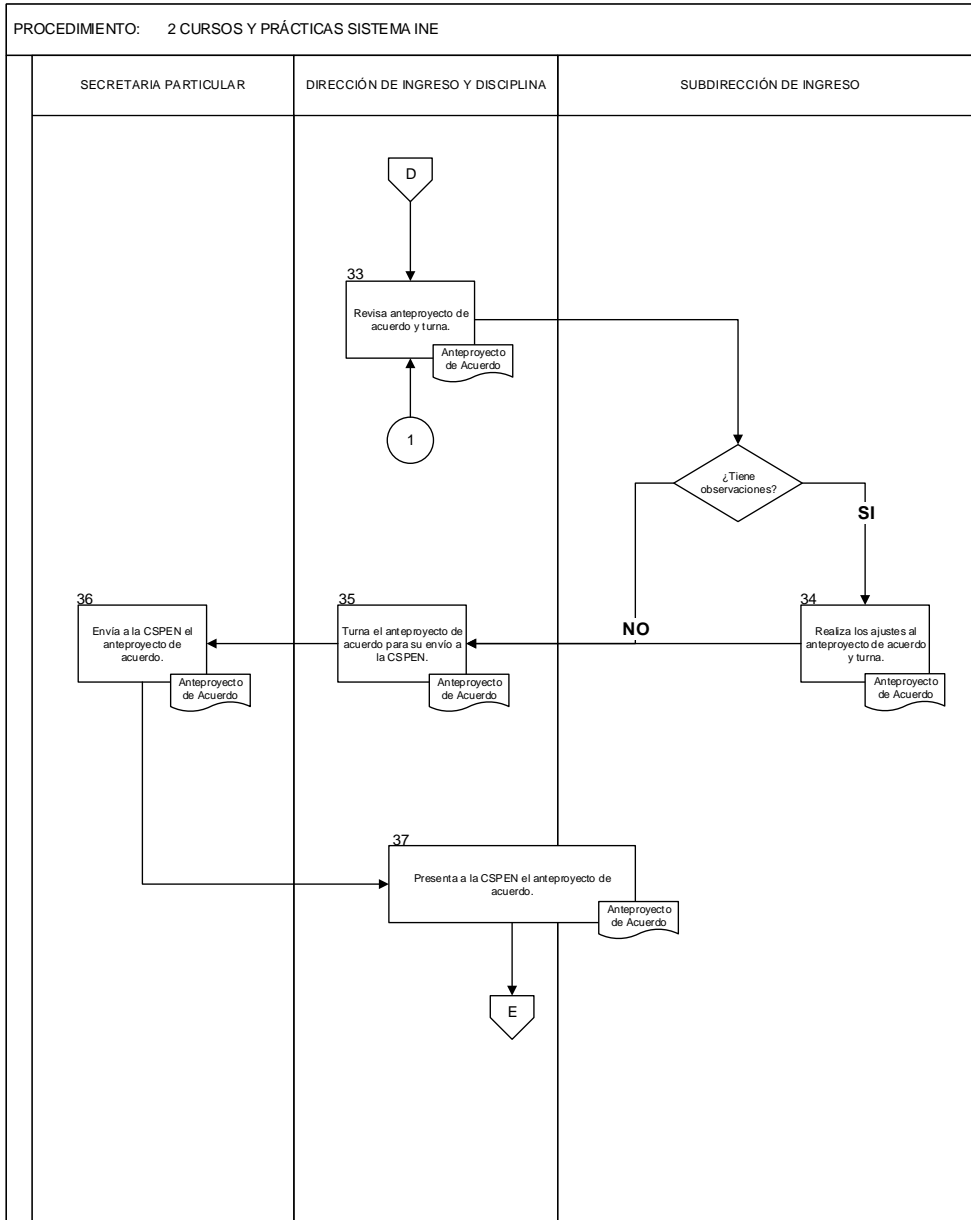 PROCEDIMIENTO: 2 CURSOS Y PRÁCTICAS SISTEMA INE
SECRETARIA PARTICULAR
DIRECCIÓN DE INGRESO Y DISCIPLINA
SUBDIRECCIÓN DE INGRESO
D
33
Revisa anteproyecto de
acuerdo y turna.
Anteproyecto
de Acuerdo
1
¿Tiene
observaciones?
SI
NO
34
Realiza los ajustes al
anteproyecto de acuerdo
y turna.
Anteproyecto
de Acuerdo
35
Turna el anteproyecto de
acuerdo para su envío a
la CSPEN.
Anteproyecto
de Acuerdo
36
Envía a la CSPEN el
anteproyecto de
acuerdo.
Anteproyecto
de Acuerdo
37
Presenta a la CSPEN el anteproyecto de
acuerdo.
Anteproyecto
de Acuerdo
E